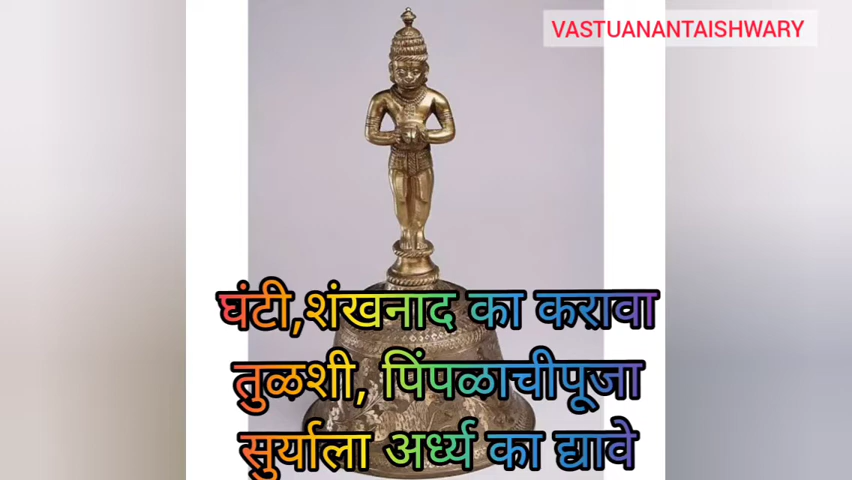 VASTUANANTAISHWARY
घंटी,शंखनाद का करावा
तुळशी, पिंपळाचीपूजा
सुर्याला अर्ध्य का द्यावे